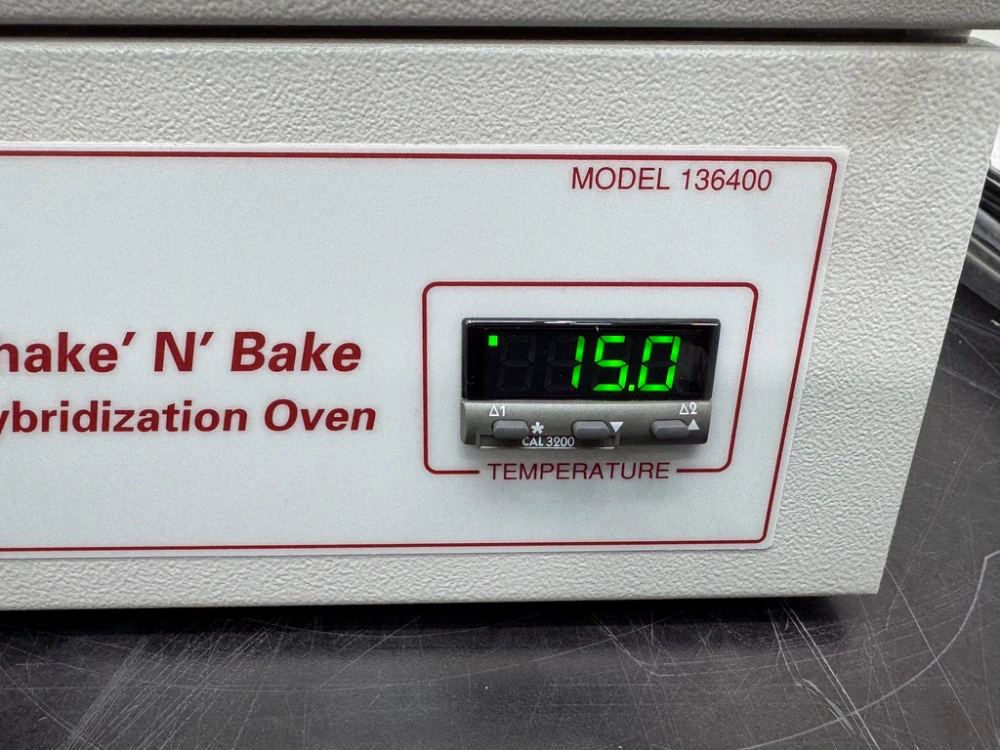 MODEL 136400
hake' N' Bake
ybridization Oven
15.0
Δ1 Δ2
* ▼ ▲
CAL 3200
TEMPERATURE